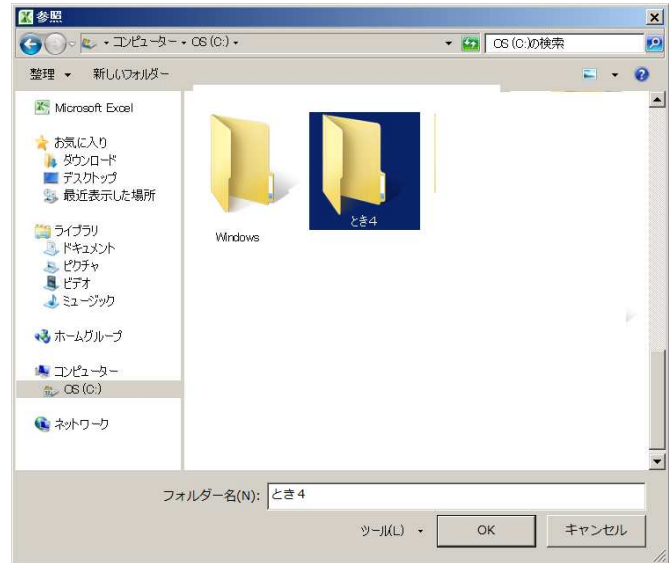 参照
コンピューター OS (C:)
OS (C:)の検索
整理 新しいフォルダー
Microsoft Excel
お気に入り
ダウンロード
デスクトップ
最近表示した場所
ライブラリ
ドキュメント
ピクチャ
ビデオ
ミュージック
ホームグループ
コンピューター
OS (C:)
ネットワーク
Windows
とき4
フォルダー名(N): とき4
ツール(L) OK キャンセル